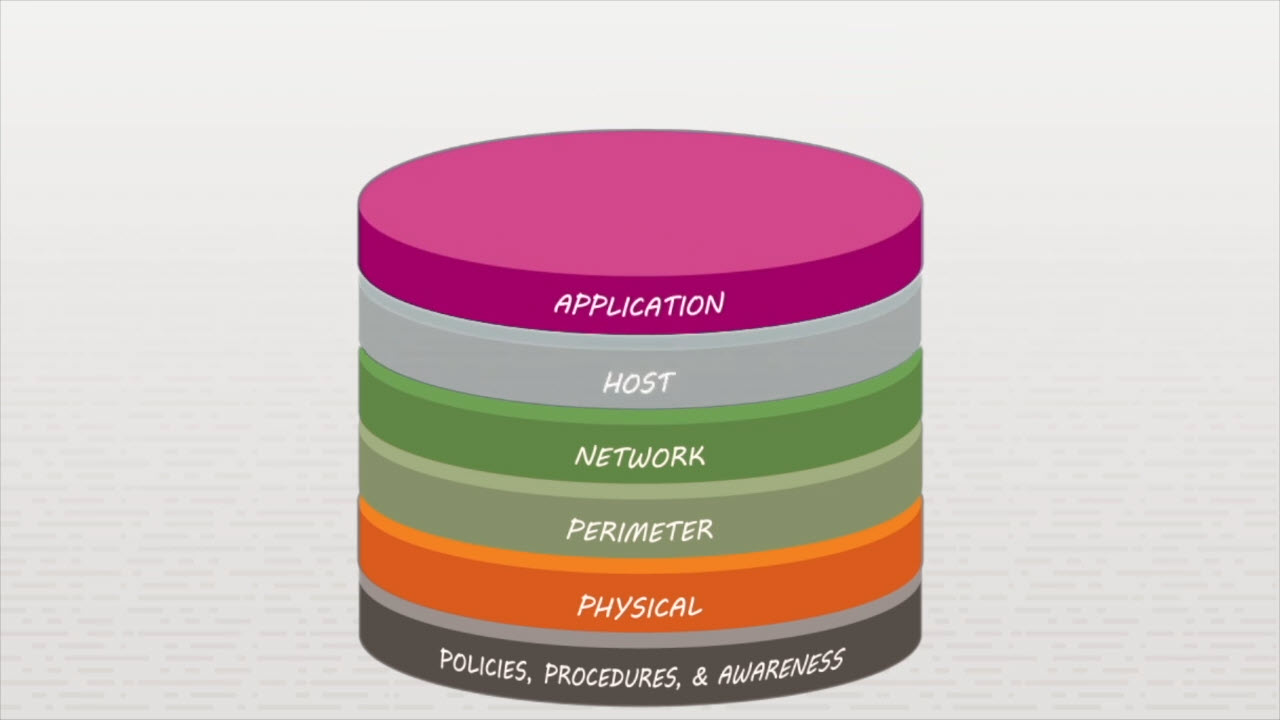 APPLICATION
HOST
NETWORK
PERIMETER
PHYSICAL
POLICIES, PROCEDURES, & AWARENESS